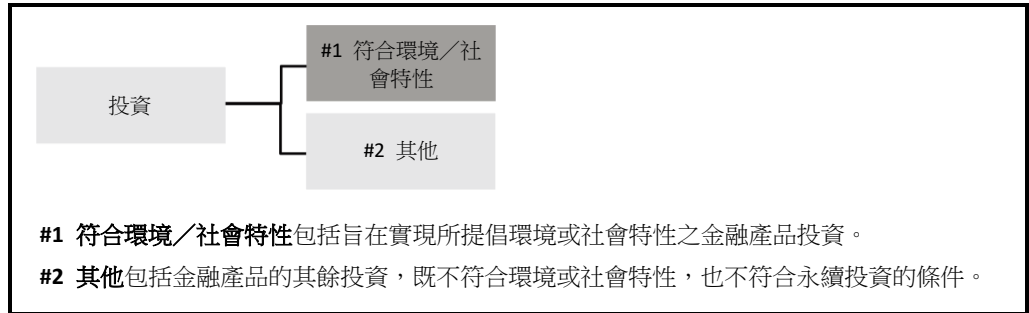 投資
#1 符合環境／社
會特性
#2 其他
#1 符合環境／社會特性包括旨在實現所提倡環境或社會特性之金融產品投資。
#2 其他包括金融產品的其餘投資，既不符合環境或社會特性，也不符合永續投資的條件。